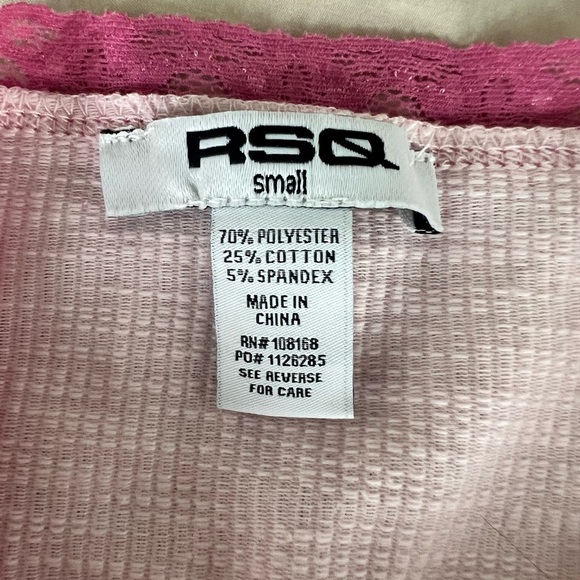 RSQ
small
70% POLYESTER
25% COTTON
5% SPANDEX
MADE IN
CHINA
RN# 108168
PO# 1126285
SEE REVERSE
FOR CARE